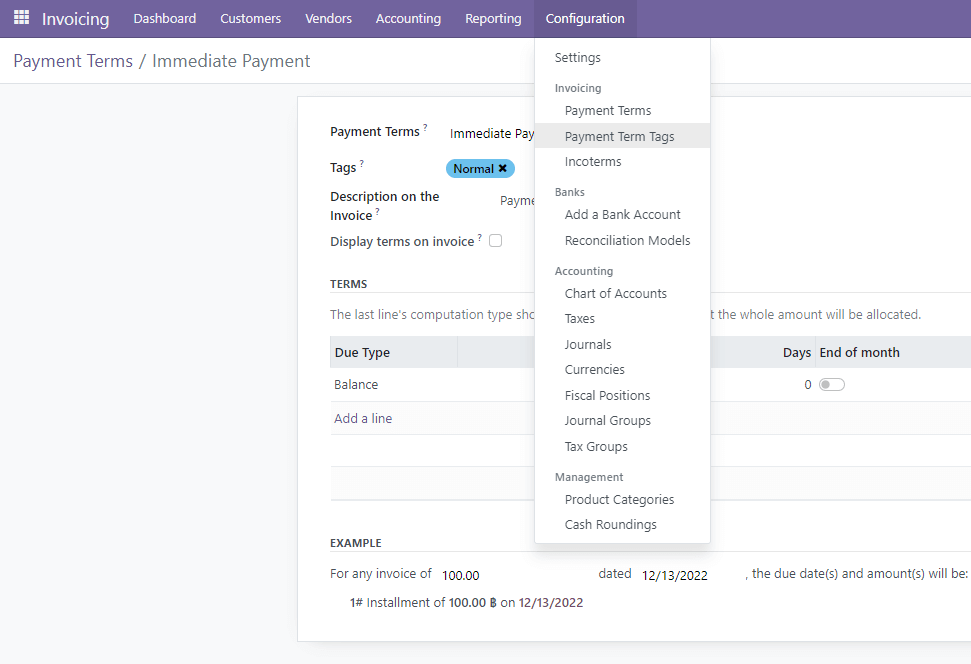 Invoicing Dashboard Customers Vendors Accounting Reporting Configuration
Payment Terms / Immediate Payment
Settings
Invoicing
Payment Terms
Payment Term Tags
Incoterms
Banks
Add a Bank Account
Reconciliation Models
Accounting
Chart of Accounts
Taxes
Journals
Currencies
Fiscal Positions
Journal Groups
Tax Groups
Management
Product Categories
Cash Roundings
Payment Terms ? Immediate Pay
Tags ? Normal ×
Description on the
Invoice ? Payme
Display terms on invoice ?
TERMS
The last line's computation type sho t the whole amount will be allocated.
Due Type Days End of month
Balance 0
Add a line
EXAMPLE
For any invoice of 100.00 dated 12/13/2022 , the due date(s) and amount(s) will be:
1# Installment of 100.00 ฿ on 12/13/2022